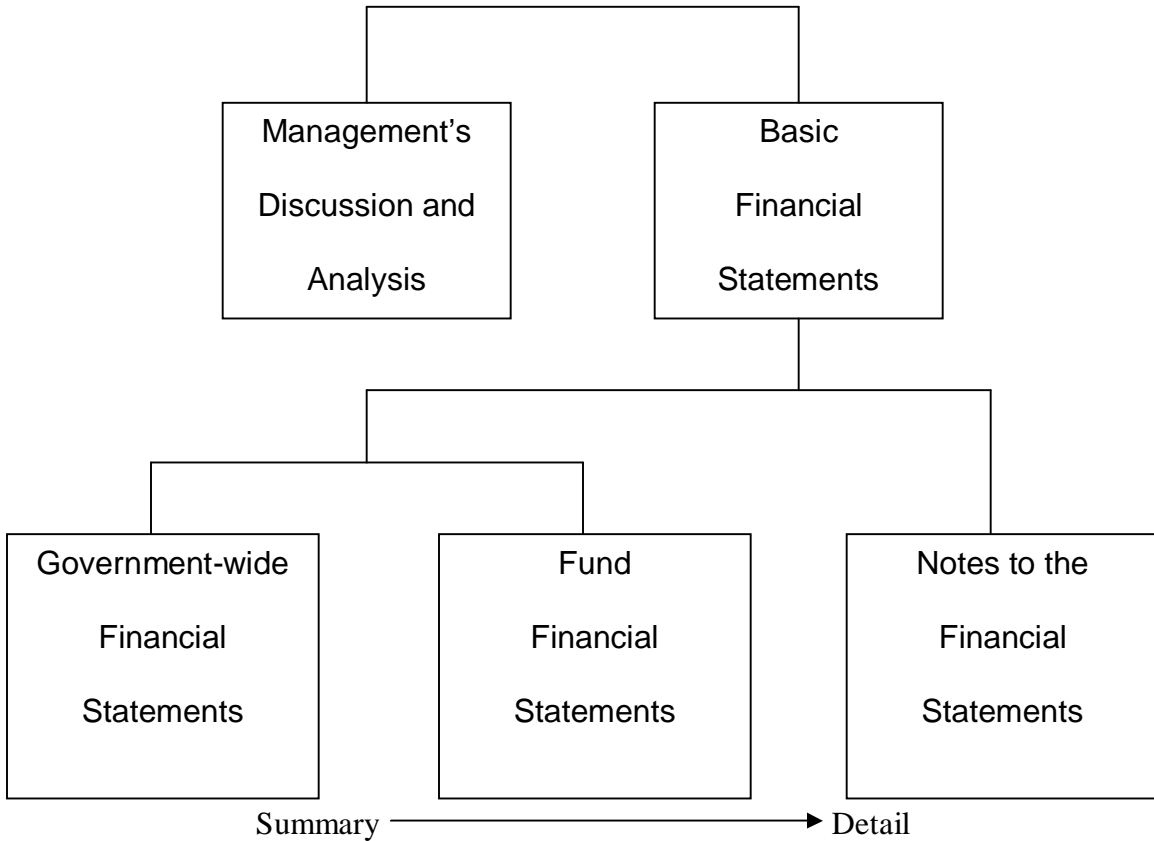 Management's
Discussion and
Analysis
Basic
Financial
Statements
Government-wide
Financial
Statements
Fund
Financial
Statements
Notes to the
Financial
Statements
Summary
Detail